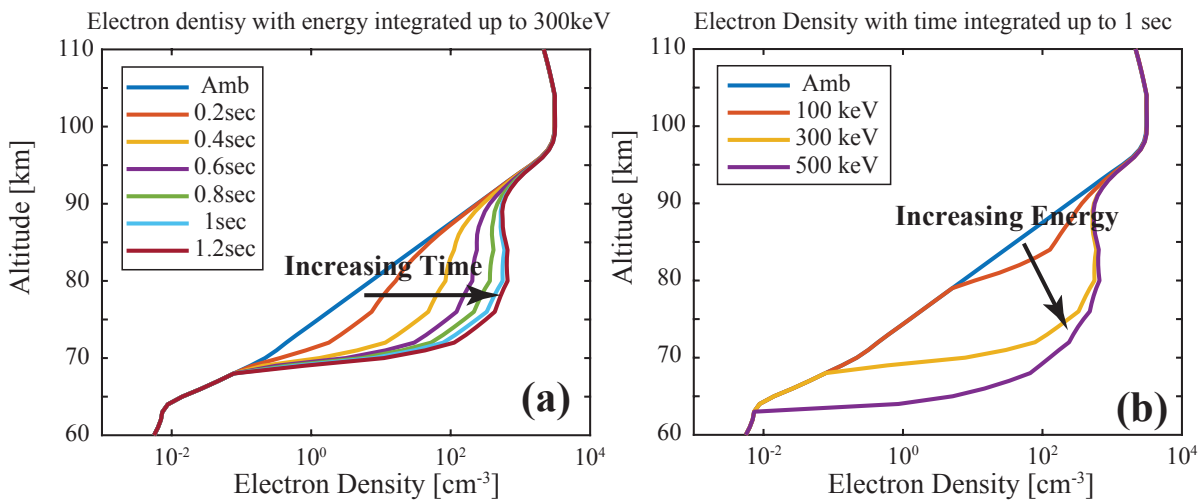 Electron dentisy with energy integrated up to 300keV
110
100
90
80
70
60
Altitude [km]
Amb
0.2sec
0.4sec
0.6sec
0.8sec
1sec
1.2sec
Increasing Time
(a)
10-2
100
102
104
Electron Density [cm-3]
Electron Density with time integrated up to 1 sec
110
100
90
80
70
60
Altitude [km]
Amb
100 keV
300 keV
500 keV
Increasing Energy
(b)
10-2
100
102
104
Electron Density [cm-3]